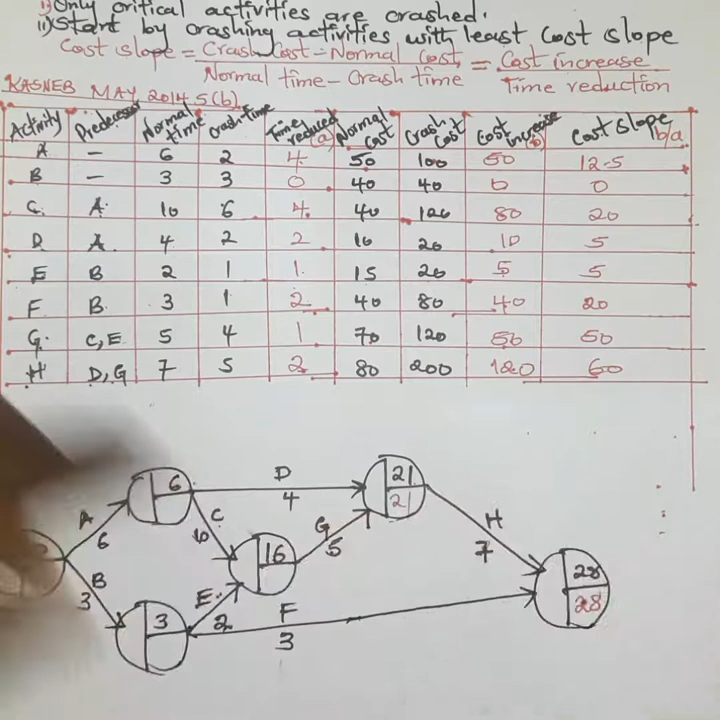 i) Only critical activities are crashed.
ii) Start by crashing activities with least cost slope
Cost slope = Crash Cost - Normal Cost = Cost increase
Normal time - Crash time Time reduction
KASNEB MAY 2014 5(b)
Activity Predecessor Normal time Crash time Time reduced (a) Normal cost Crash Cost Cost increase (b) Cost slope b/a
A - 6 2 4 50 100 50 12.5
B - 3 3 0 40 40 0 0
C A 10 6 4 40 120 80 20
D A 4 2 2 10 20 10 5
E B 2 1 1 15 20 5 5
F B 3 1 2 40 80 40 20
G C,E 5 4 1 70 120 50 50
H D,G 7 5 2 80 200 120 60
D
4
6
21
21
A
6
C
10
G
5
H
7
16
B
3
E
2
28
28
3
F
3